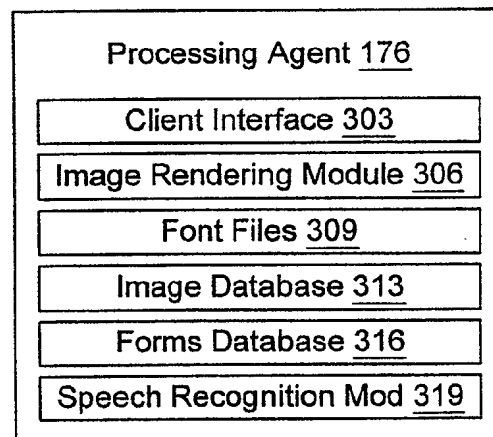 Processing Agent 176
Client Interface 303
Image Rendering Module 306
Font Files 309
Image Database 313
Forms Database 316
Speech Recognition Mod 319